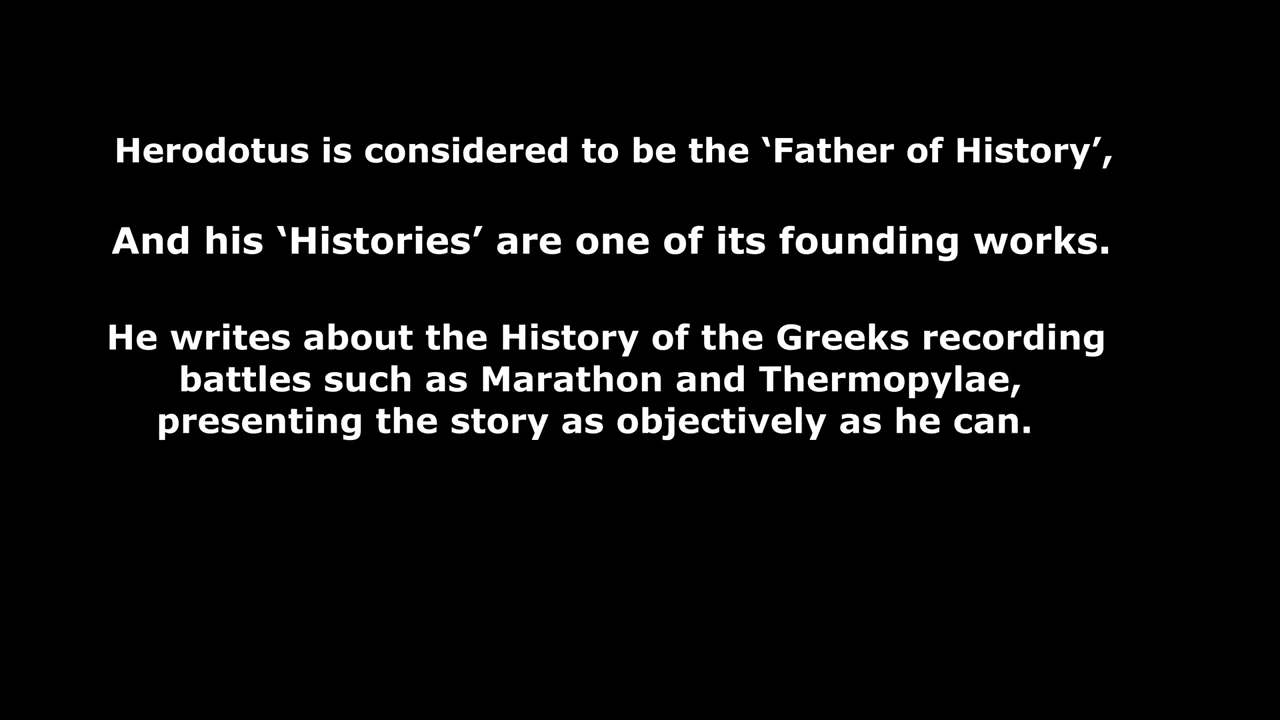 Herodotus is considered to be the ‘Father of History’,
And his ‘Histories’ are one of its founding works.
He writes about the History of the Greeks recording
battles such as Marathon and Thermopylae,
presenting the story as objectively as he can.